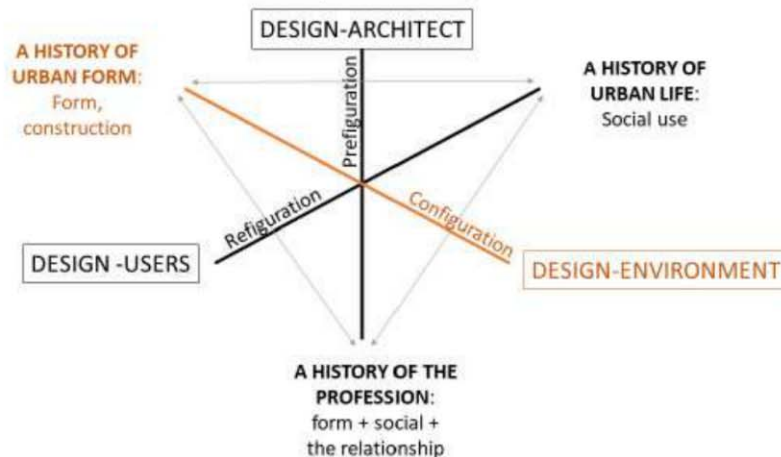 DESIGN-ARCHITECT
A HISTORY OF
URBAN FORM:
Form,
construction
A HISTORY OF
URBAN LIFE:
Social use
Prefiguration
Refiguration
Configuration
DESIGN -USERS
DESIGN-ENVIRONMENT
A HISTORY OF THE
PROFESSION:
form + social +
the relationship